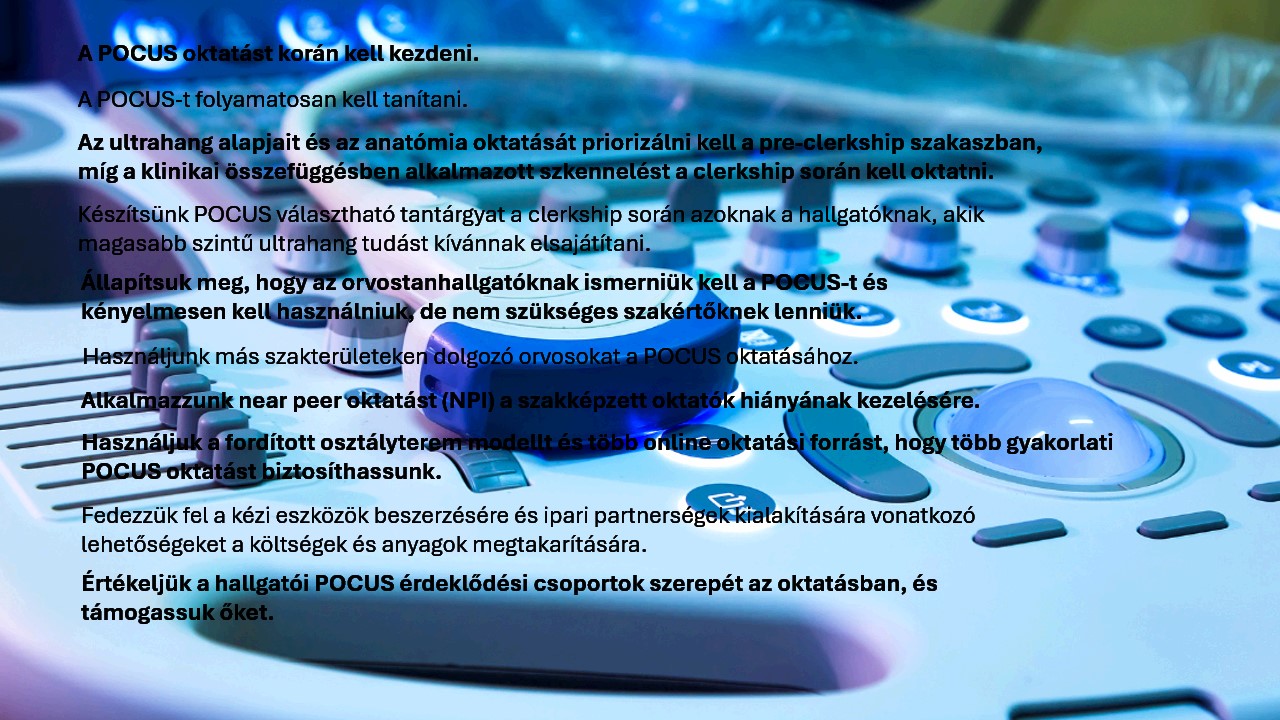 A POCUS oktatást korán kell kezdeni.
A POCUS-t folyamatosan kell tanítani.
Az ultrahang alapjait és az anatómia oktatását priorizálni kell a pre-clerkship szakaszban,
míg a klinikai összefüggésben alkalmazott szkennelést a clerkship során kell oktatni.
Készítsünk POCUS választható tantárgyat a clerkship során azoknak a hallgatóknak, akik
magasabb szintű ultrahang tudást kívánnak elsajátítani.
Állapítsuk meg, hogy az orvostanhallgatóknak ismerniük kell a POCUS-t és
kényelmesen kell használniuk, de nem szükséges szakértőknek lenniük.
Használjunk más szakterületeken dolgozó orvosokat a POCUS oktatásához.
Alkalmazzunk near peer oktatást (NPI) a szakképzett oktatók hiányának kezelésére.
Használjuk a fordított osztályterem modellt és több online oktatási forrást, hogy több gyakorlati
POCUS oktatást biztosíthassunk.
Fedezzük fel a kézi eszközök beszerzésére és ipari partnerségek kialakítására vonatkozó
lehetőségeket a költségek és anyagok megtakarítására.
Értékeljük a hallgatói POCUS érdeklődési csoportok szerepét az oktatásban, és
támogassuk őket.